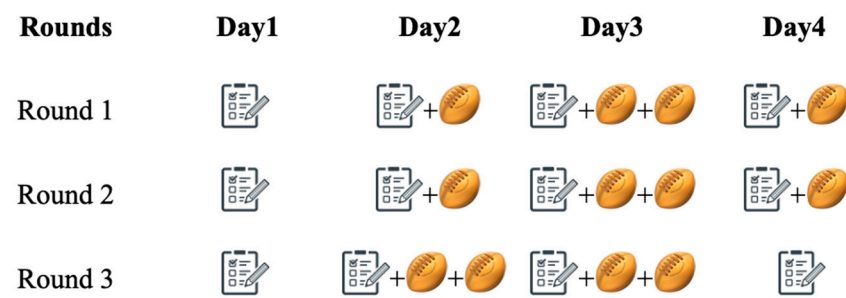 Rounds Day1 Day2 Day3 Day4
Round 1 + + + +
Round 2 + + + +
Round 3 + + + +